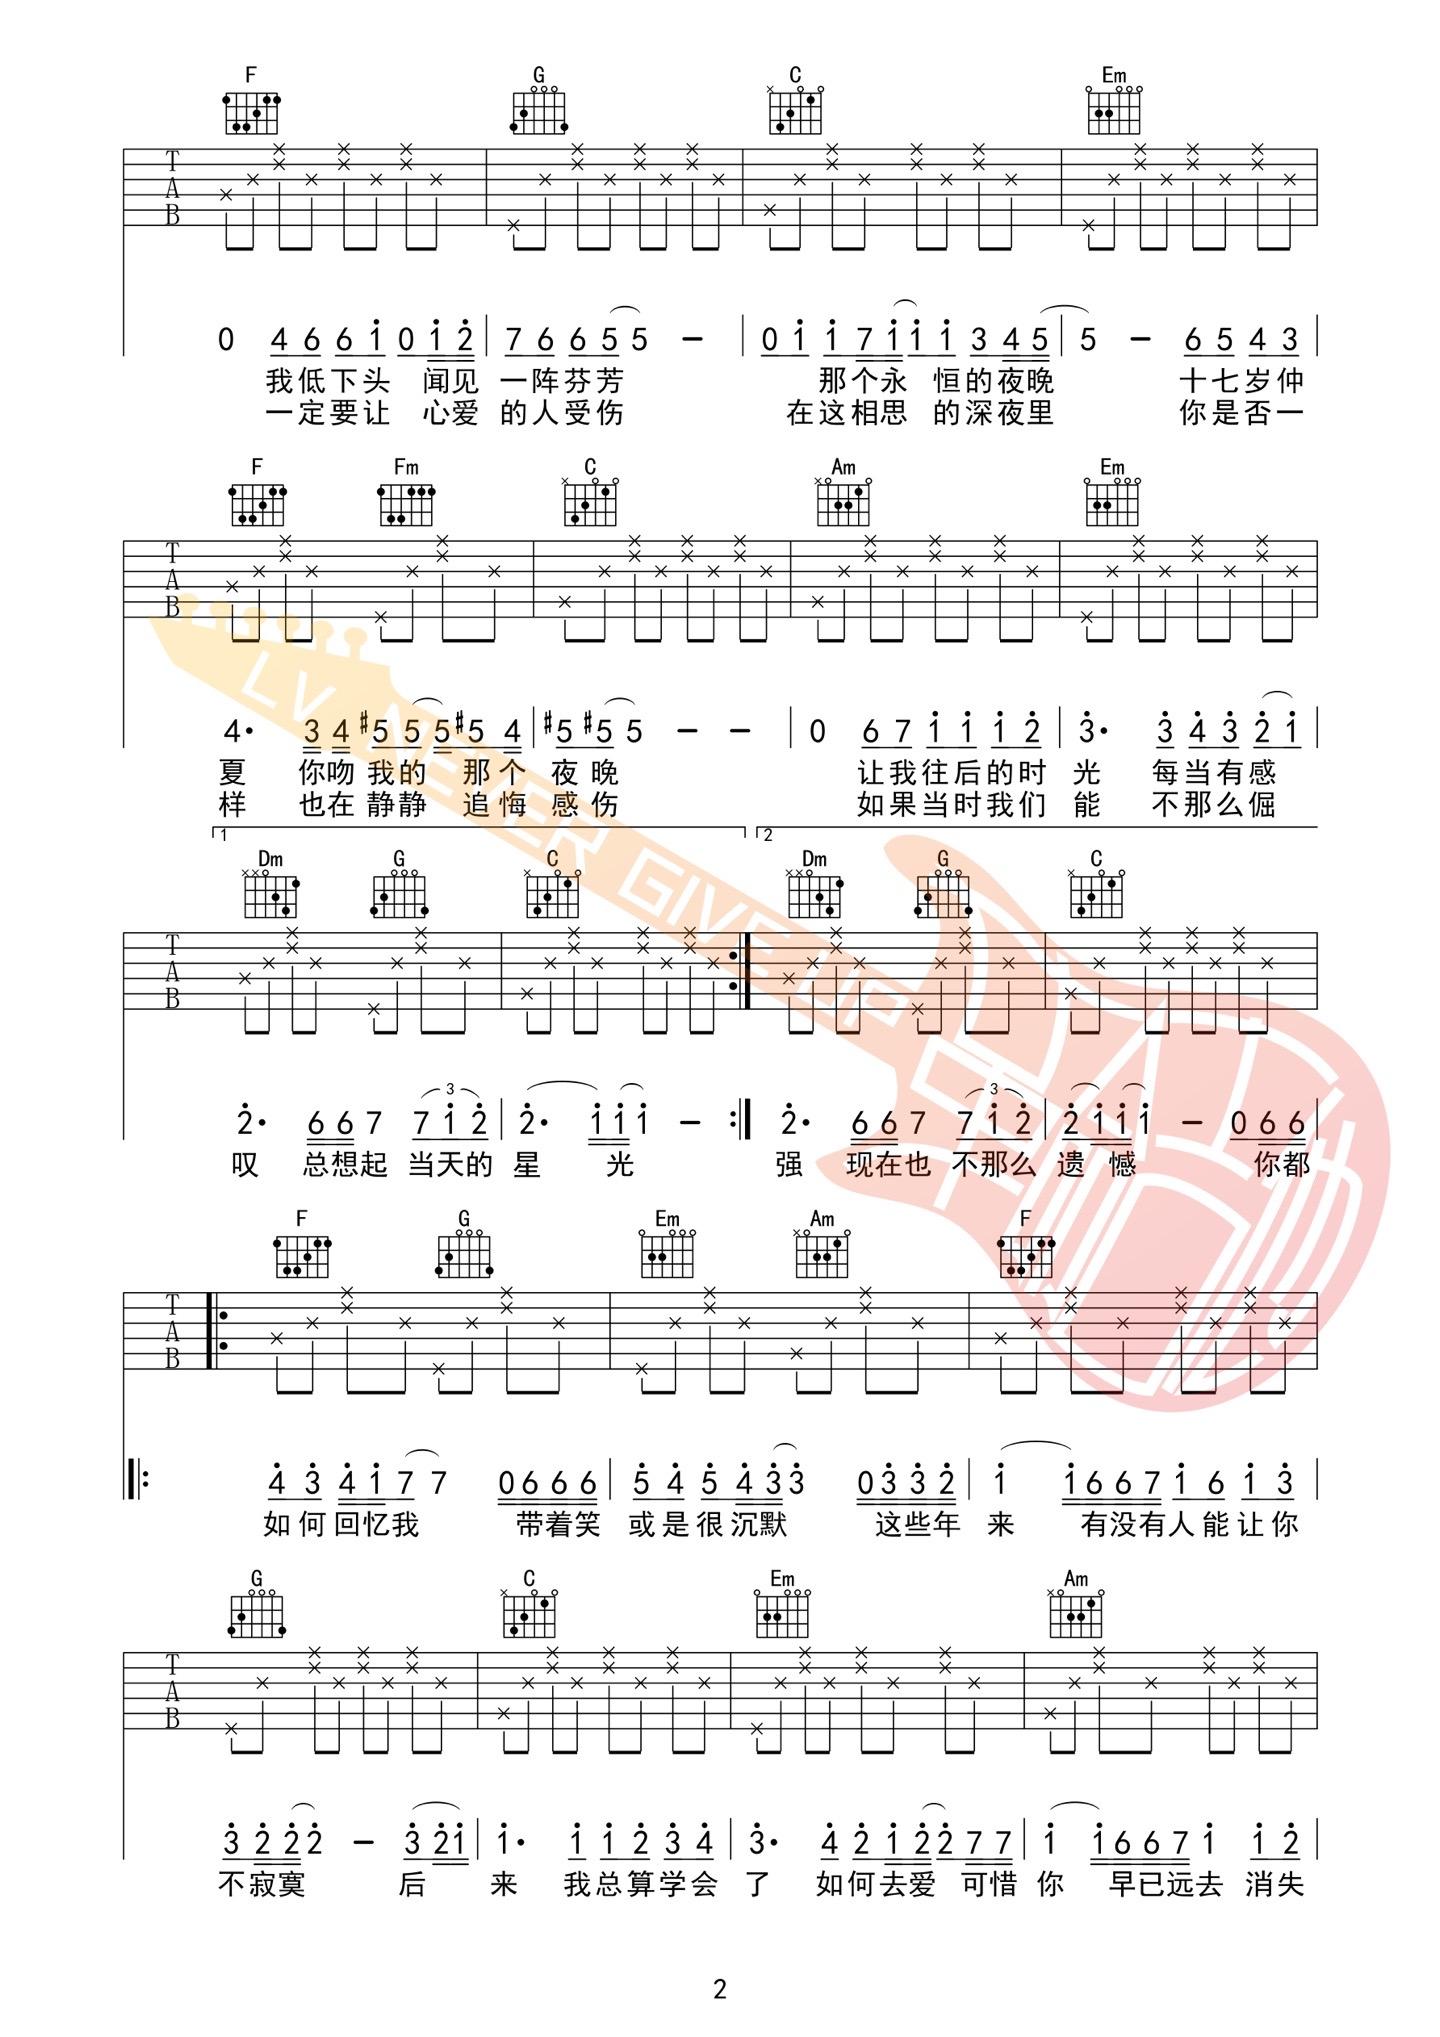 F G C Em
T
A
B
0 4 6 6 1 0 1 2 7 6 6 5 5 – 0 1 1 7 1 1 1 3 4 5 5 – 6 5 4 3
我低下头 闻见 一阵芬芳 那个永 恒的夜晚 十七岁仲
一定要让 心爱 的人受伤 在这相思 的深夜里 你是否一
F Fm C Am Em
T
A
B
4· 3 4 #5 5 5 #5 4 #5 #5 5 – – 0 6 7 1 1 1 2 3· 3 4 3 2 1
夏 你吻 我的 那个 夜晚 让我往后的时 光 每当有感
样 也在 静静 追悔 感伤 如果当时我们 能 不那么倔
1 2
Dm G C Dm G C
T
A
B
3 3
2· 6 6 7 7 1 2 2· 1 1 1 – 2· 6 6 7 7 1 2 2 1 1 1 – 0 6 6
叹 总想起 当天的 星 光 强 现在也 不那么 遗 憾 你都
F G Em Am F
T
A
B
4 3 4 1 7 7 0 6 6 6 5 4 5 4 3 3 0 3 3 2 1 1 6 6 7 1 6 1 3
如何回忆我 带着笑 或是很沉默 这些年 来 有没有人能让你
G C Em Am
T
A
B
3 2 2 2 – 3 2 1 1· 1 1 2 3 4 3· 4 2 1 2 2 7 7 1 1 6 6 7 1 1 2
不寂寞 后 来 我总算学会 了 如何去爱 可惜 你 早已远去 消失
LV NEVER GIVE UP
2